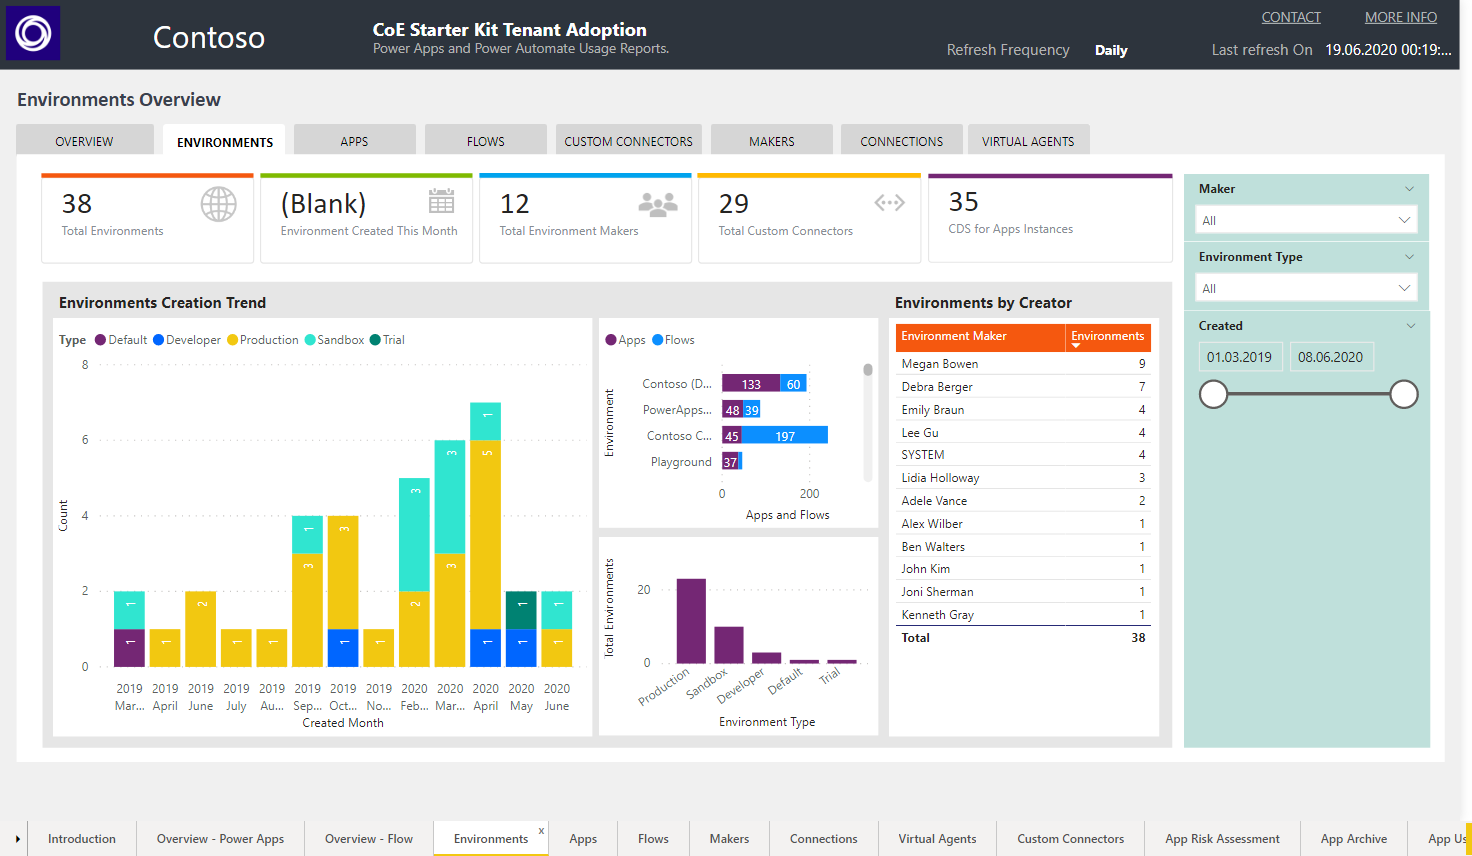 Contoso
CoE Starter Kit Tenant Adoption
Power Apps and Power Automate Usage Reports.
CONTACT
MORE INFO
Refresh Frequency
Daily
Last refresh On
19.06.2020 00:19:...
Environments Overview
OVERVIEW
ENVIRONMENTS
APPS
FLOWS
CUSTOM CONNECTORS
MAKERS
CONNECTIONS
VIRTUAL AGENTS
38
Total Environments
(Blank)
Environment Created This Month
12
Total Environment Makers
29
Total Custom Connectors
35
CDS for Apps Instances
Maker
All
Environment Type
All
Created
01.03.2019
08.06.2020
Environments Creation Trend
Type Default Developer Production Sandbox Trial
Count
8
6
4
2
0
1
1
1
2
1
1
3
1
1
3
1
2
3
3
3
1
5
1
1
1
1
1
2019 Mar...
2019 April
2019 June
2019 July
2019 Au...
2019 Sep...
2019 Oct...
2019 No...
2020 Feb...
2020 Mar...
2020 April
2020 May
2020 June
Created Month
Apps Flows
Environment
Contoso (D... 133 60
PowerApps... 48 39
Contoso C... 45 197
Playground 37
0 200
Apps and Flows
Total Environments
20
0
Production
Sandbox
Developer
Default
Trial
Environment Type
Environments by Creator
Environment Maker Environments
Megan Bowen 9
Debra Berger 7
Emily Braun 4
Lee Gu 4
SYSTEM 4
Lidia Holloway 3
Adele Vance 2
Alex Wilber 1
Ben Walters 1
John Kim 1
Joni Sherman 1
Kenneth Gray 1
Total 38
Introduction
Overview - Power Apps
Overview - Flow
Environments
x
Apps
Flows
Makers
Connections
Virtual Agents
Custom Connectors
App Risk Assessment
App Archive
App Us